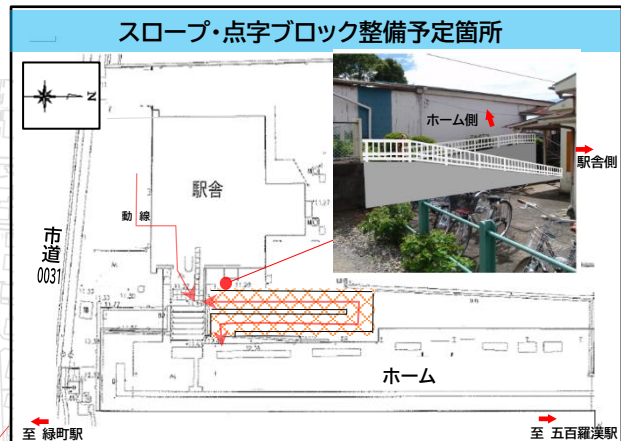 スロープ・点字ブロック整備予定箇所
N
ホーム側
駅舎側
駅舎
動線
市道
0031
ホーム
至 緑町駅
至 五百羅漢駅